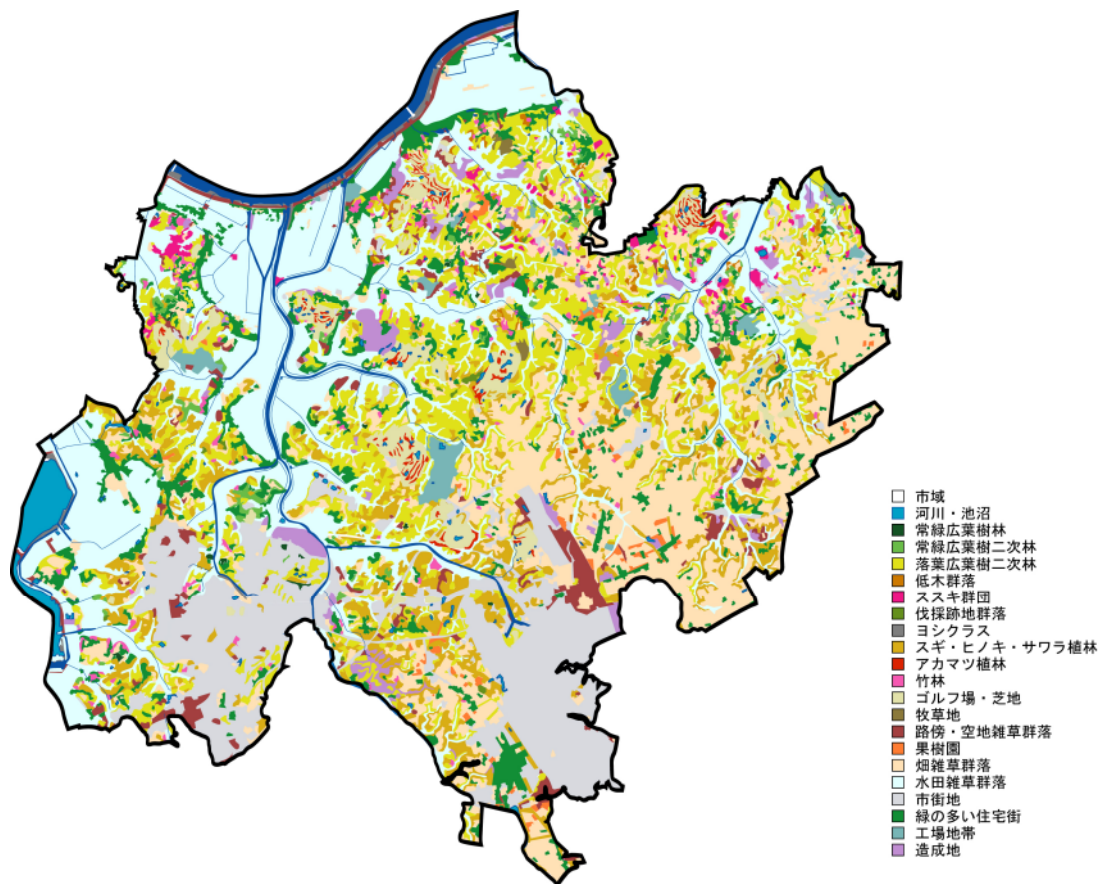 市域
河川・池沼
常緑広葉樹林
常緑広葉樹二次林
落葉広葉樹二次林
低木群落
ススキ群団
伐採跡地群落
ヨシクラス
スギ・ヒノキ・サワラ植林
アカマツ植林
竹林
ゴルフ場・芝地
牧草地
路傍・空地雑草群落
果樹園
畑雑草群落
水田雑草群落
市街地
緑の多い住宅街
工場地帯
造成地